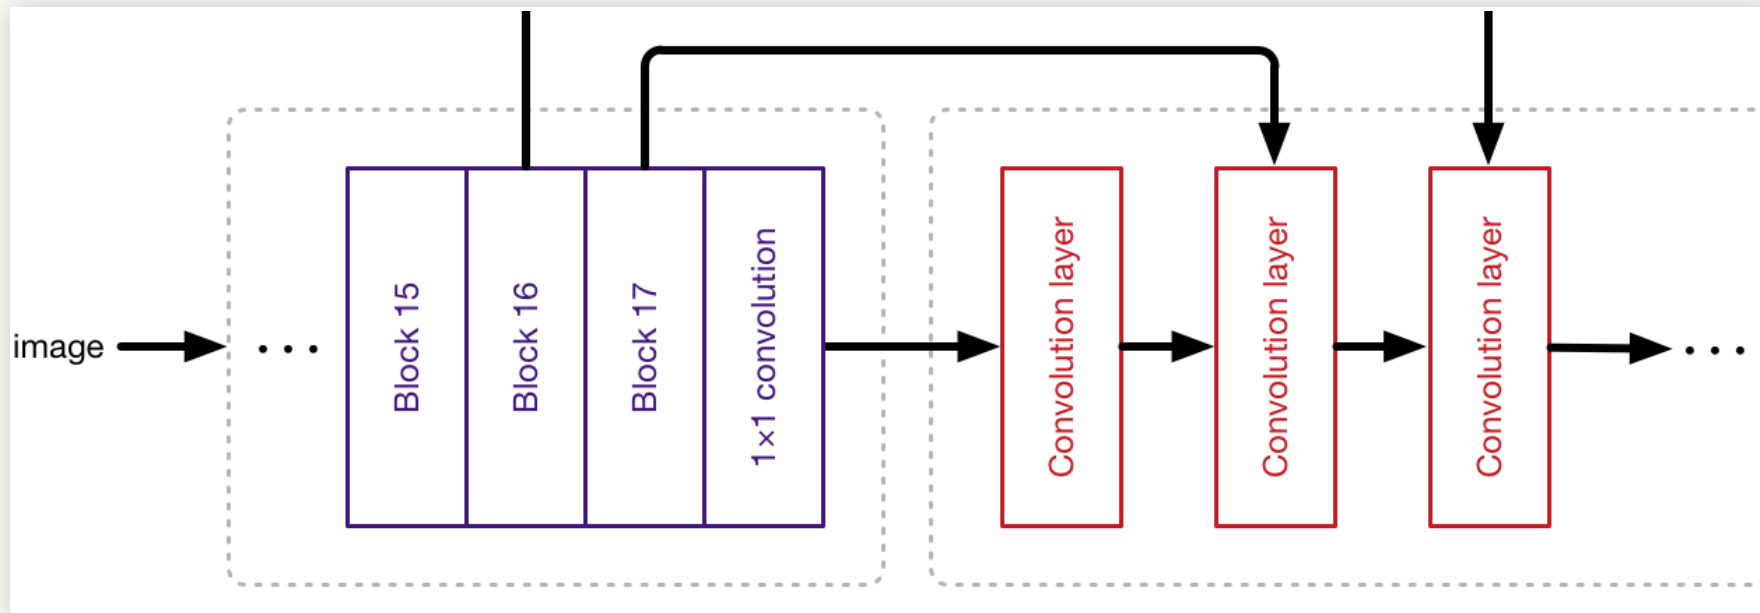 image
...
Block 15
Block 16
Block 17
1×1 convolution
Convolution layer
Convolution layer
Convolution layer
...